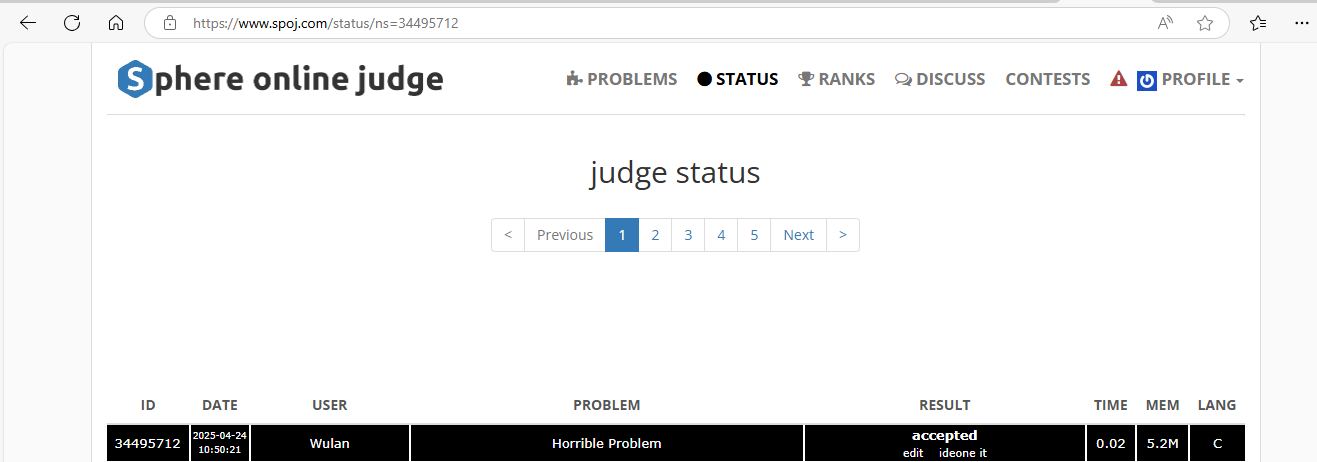 https://www.spoj.com/status/ns=34495712
Sphere online judge
PROBLEMS STATUS RANKS DISCUSS CONTESTS PROFILE
judge status
< Previous 1 2 3 4 5 Next >
ID DATE USER PROBLEM RESULT TIME MEM LANG
34495712 2025-04-24 10:50:21 Wulan Horrible Problem accepted edit ideone it 0.02 5.2M C